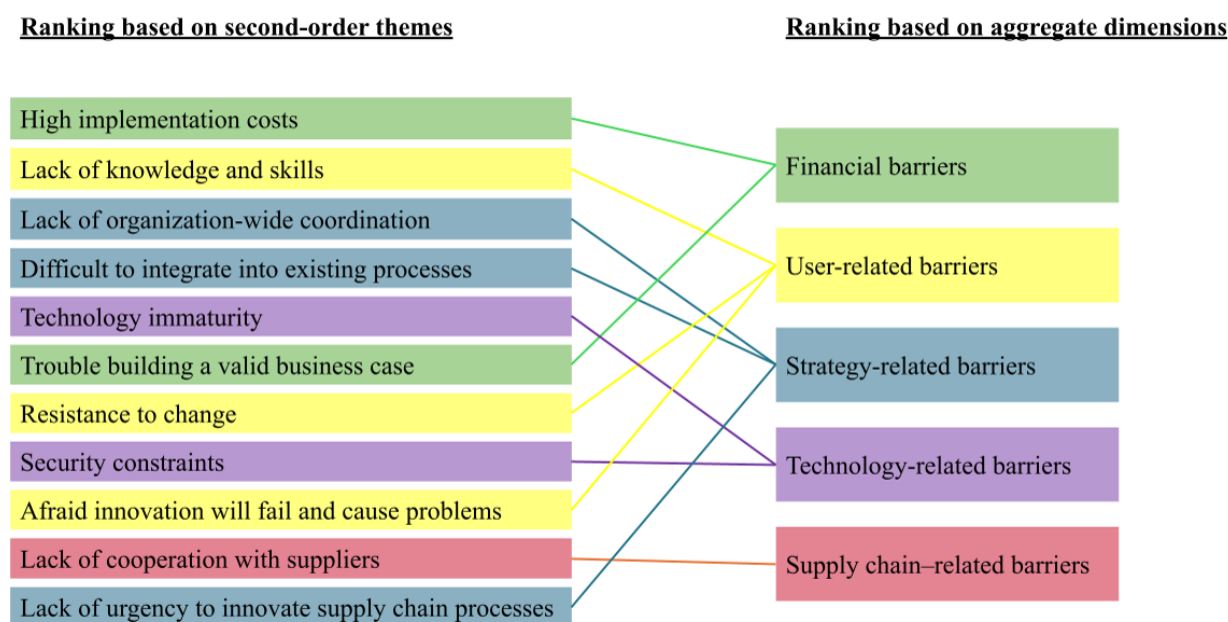 Ranking based on second-order themes
Ranking based on aggregate dimensions
High implementation costs
Lack of knowledge and skills
Lack of organization-wide coordination
Difficult to integrate into existing processes
Technology immaturity
Trouble building a valid business case
Resistance to change
Security constraints
Afraid innovation will fail and cause problems
Lack of cooperation with suppliers
Lack of urgency to innovate supply chain processes
Financial barriers
User-related barriers
Strategy-related barriers
Technology-related barriers
Supply chain–related barriers